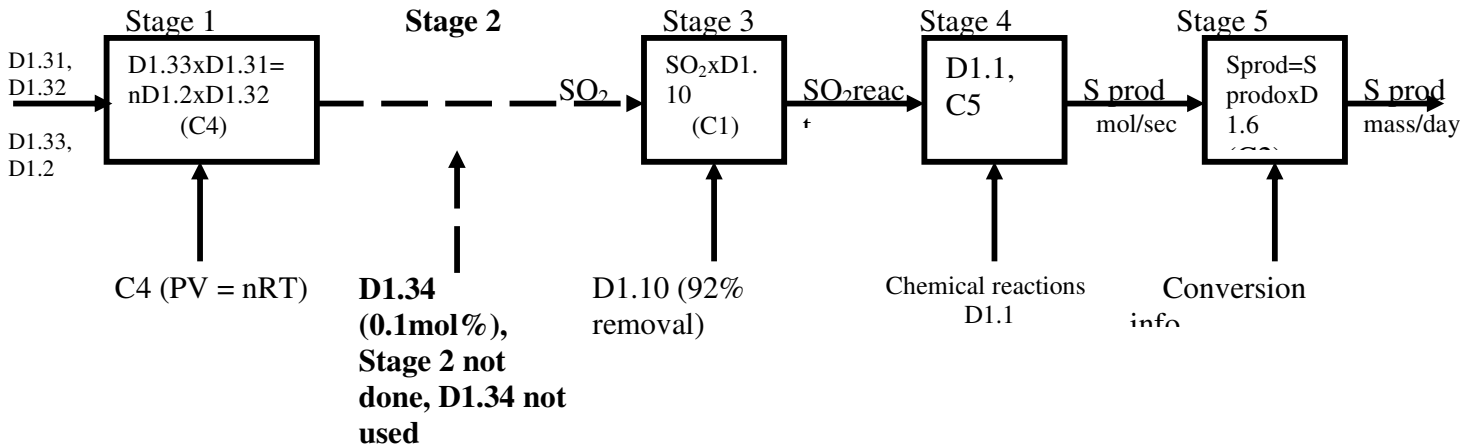 Stage 1
Stage 2
Stage 3
Stage 4
Stage 5
D1.31,
D1.32
D1.33,
D1.2
D1.33xD1.31=
nD1.2xD1.32
(C4)
SO2
SO2xD1.
10
(C1)
SO2reac
t
D1.1,
C5
S prod
mol/sec
Sprod=S
prodoxD
1.6
S prod
mass/day
C4 (PV = nRT)
D1.34
(0.1mol%),
Stage 2 not
done, D1.34 not
used
D1.10 (92%
removal)
Chemical reactions
D1.1
Conversion
info